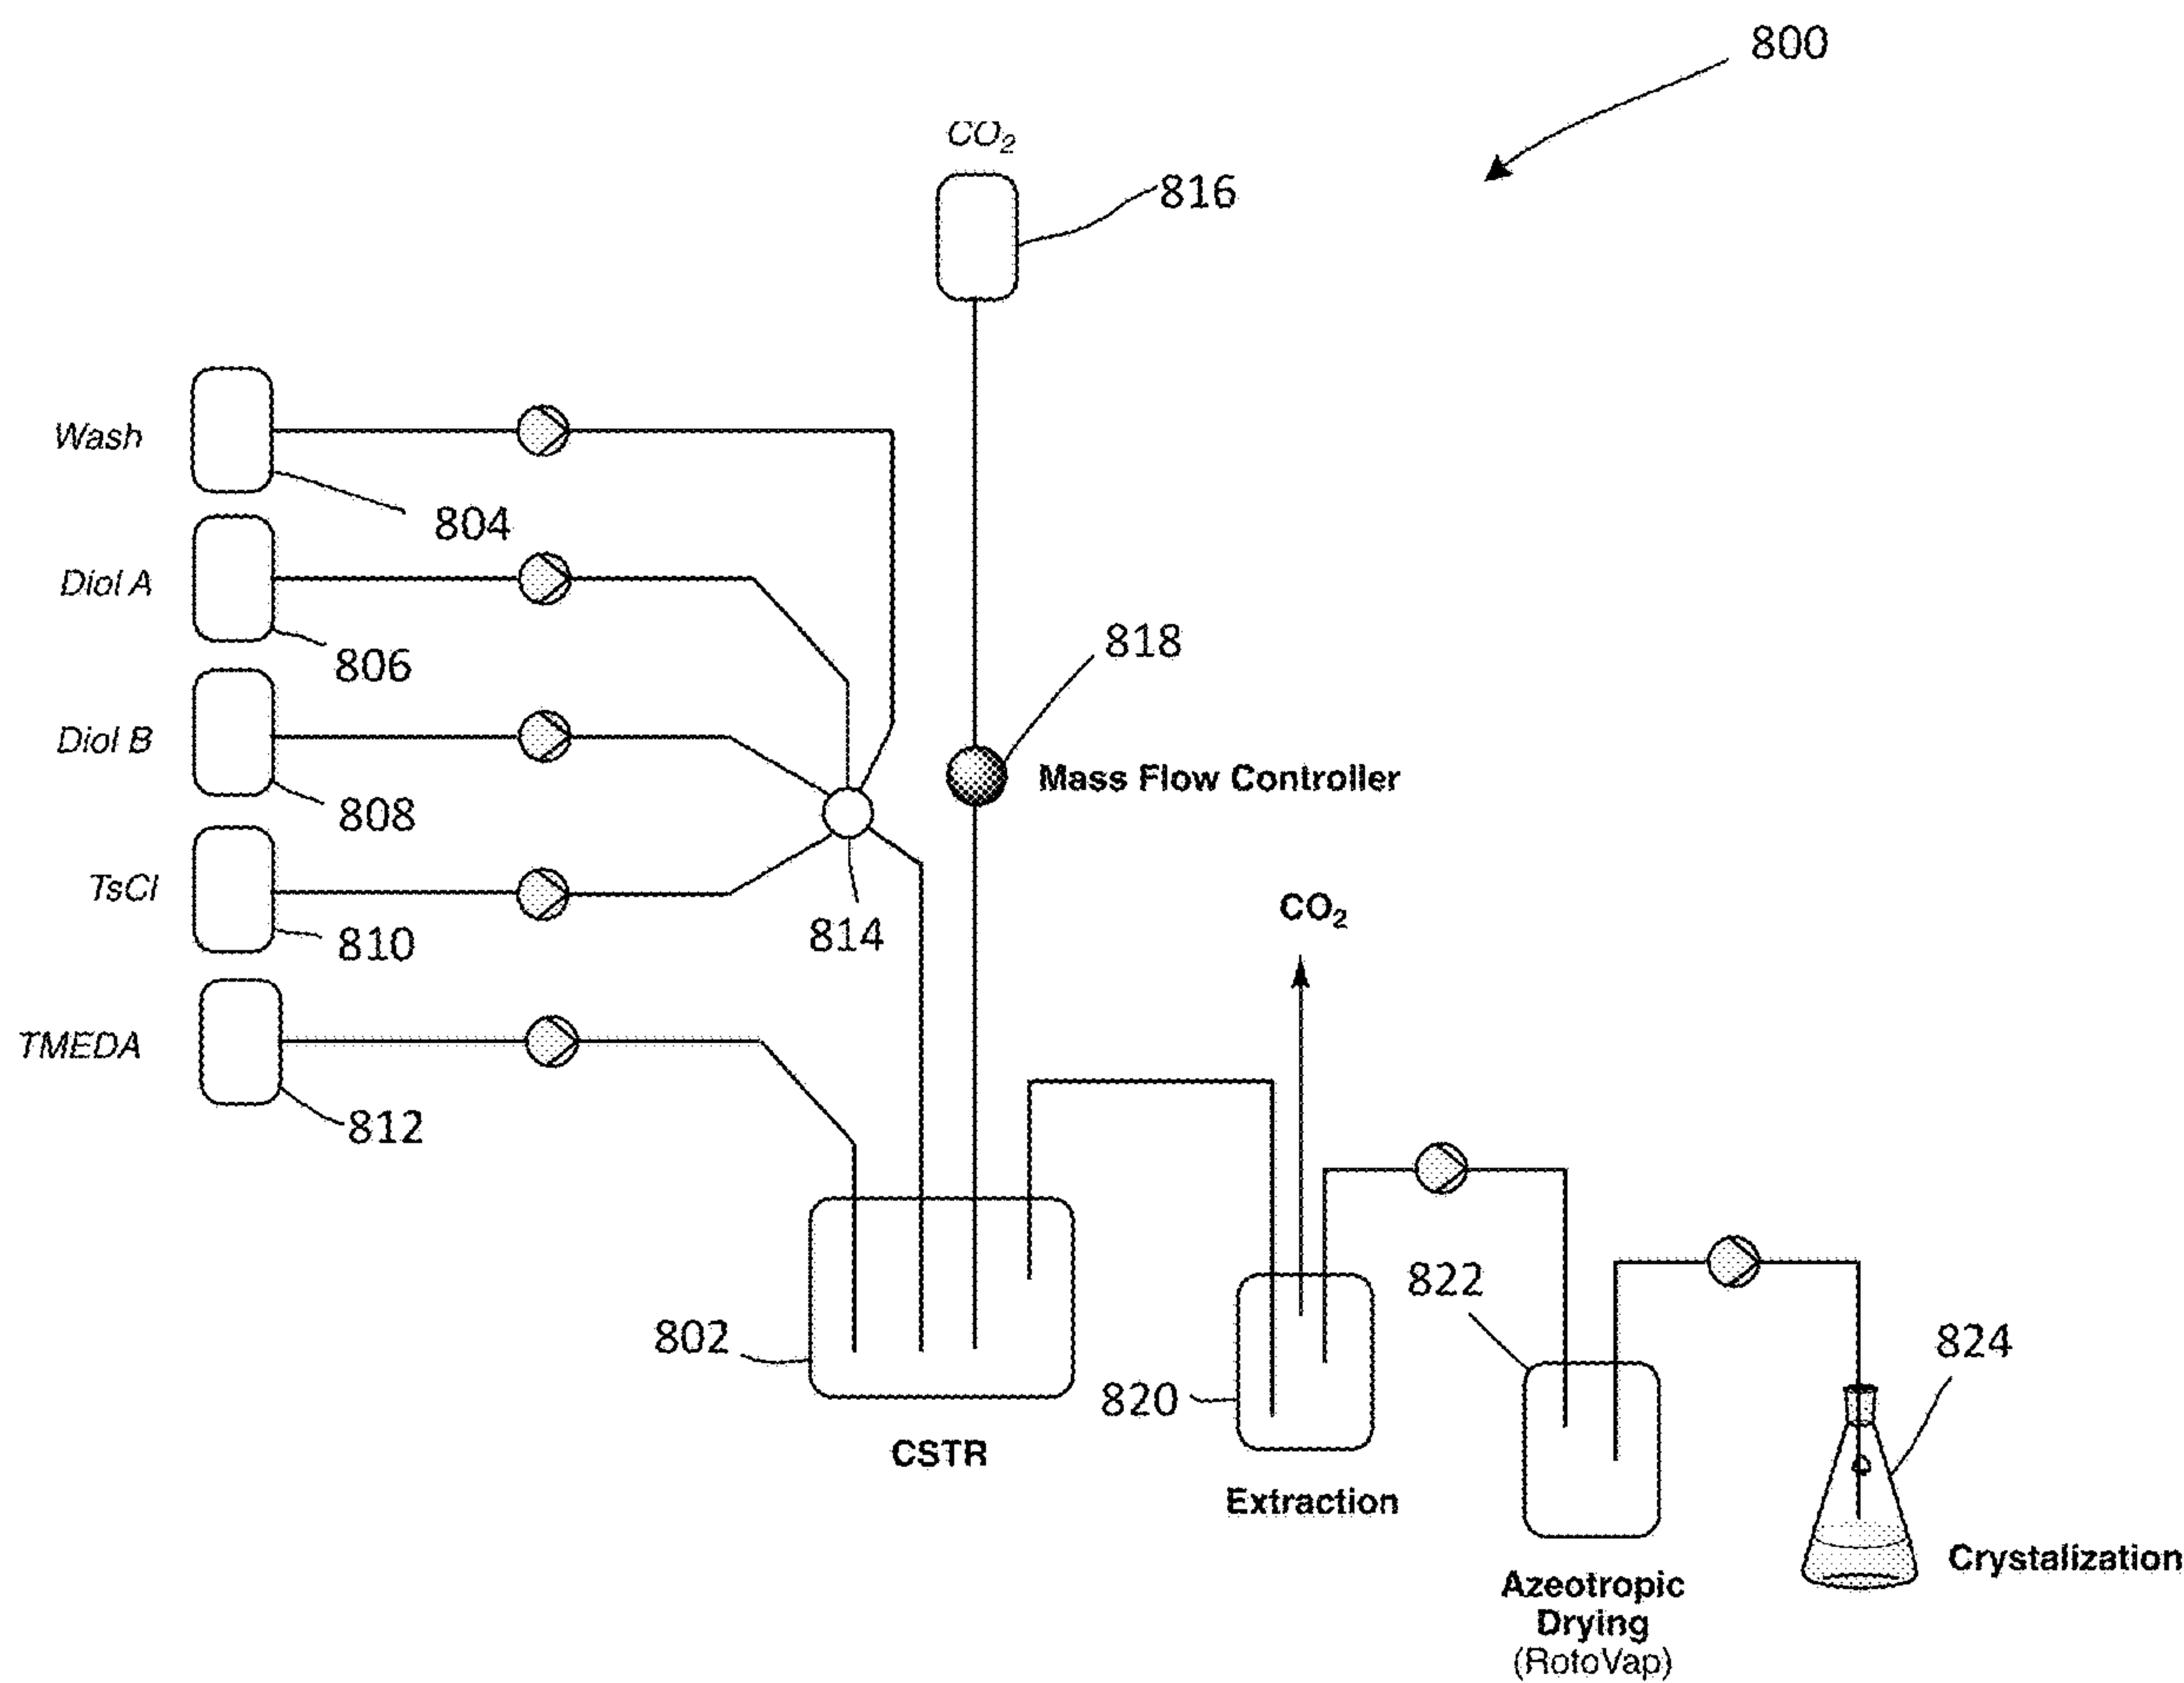 800
CO2
816
Wash
804
Diol A
806
818
Diol B
Mass Flow Controller
808
TsCl
810
814
CO2
TMEDA
812
822
802
820
824
CSTR
Extraction
Crystalization
Azeotropic
Drying
(RotoVap)